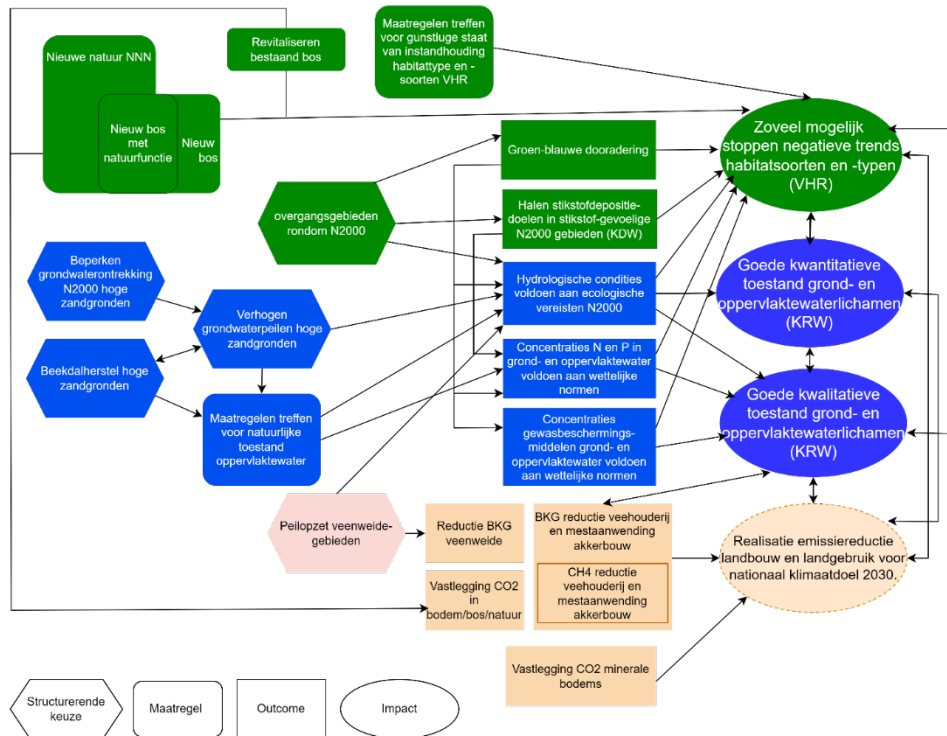 Maatregelen treffen
voor gunstiuge staat
van instandhouding
habitattype en -
soorten VHR
Revitaliseren
bestaand bos
Nieuwe natuur NNN
Nieuw bos
met
natuurfunctie
Nieuw
bos
Zoveel mogelijk
stoppen negatieve trends
habitatsoorten en -typen
(VHR)
Groen-blauwe dooradering
overgangsgebieden
rondom N2000
Halen stikstofdepositie-
doelen in stikstof-gevoelige
N2000 gebieden (KDW)
Beperken
grondwaterontrekking
N2000 hoge
zandgronden
Hydrologische condities
voldoen aan ecologische
vereisten N2000
Goede kwantitatieve
toestand grond- en
oppervlaktewaterlichamen
(KRW)
Verhogen
grondwaterpeilen hoge
zandgronden
Beekdalherstel hoge
zandgronden
Concentraties N en P in
grond- en oppervlaktewater
voldoen aan wettelijke
normen
Goede kwalitatieve
toestand grond- en
oppervlaktewaterlichamen
(KRW)
Maatregelen treffen
voor natuurlijke
toestand
oppervlaktewater
Concentraties
gewasbeschermings-
middelen grond- en
oppervlaktewater voldoen
aan wettelijke normen
Peilopzet veenweide-
gebieden
Reductie BKG
veenweide
BKG reductie veehouderij
en mestaanwending
akkerbouw
CH4 reductie
veehouderij en
mestaanwending
akkerbouw
Realisatie emissiereductie
landbouw en landgebruik voor
nationaal klimaatdoel 2030.
Vastlegging CO2
in
bodem/bos/natuur
Vastlegging CO2 minerale
bodems
Structurerende
keuze
Maatregel
Outcome
Impact